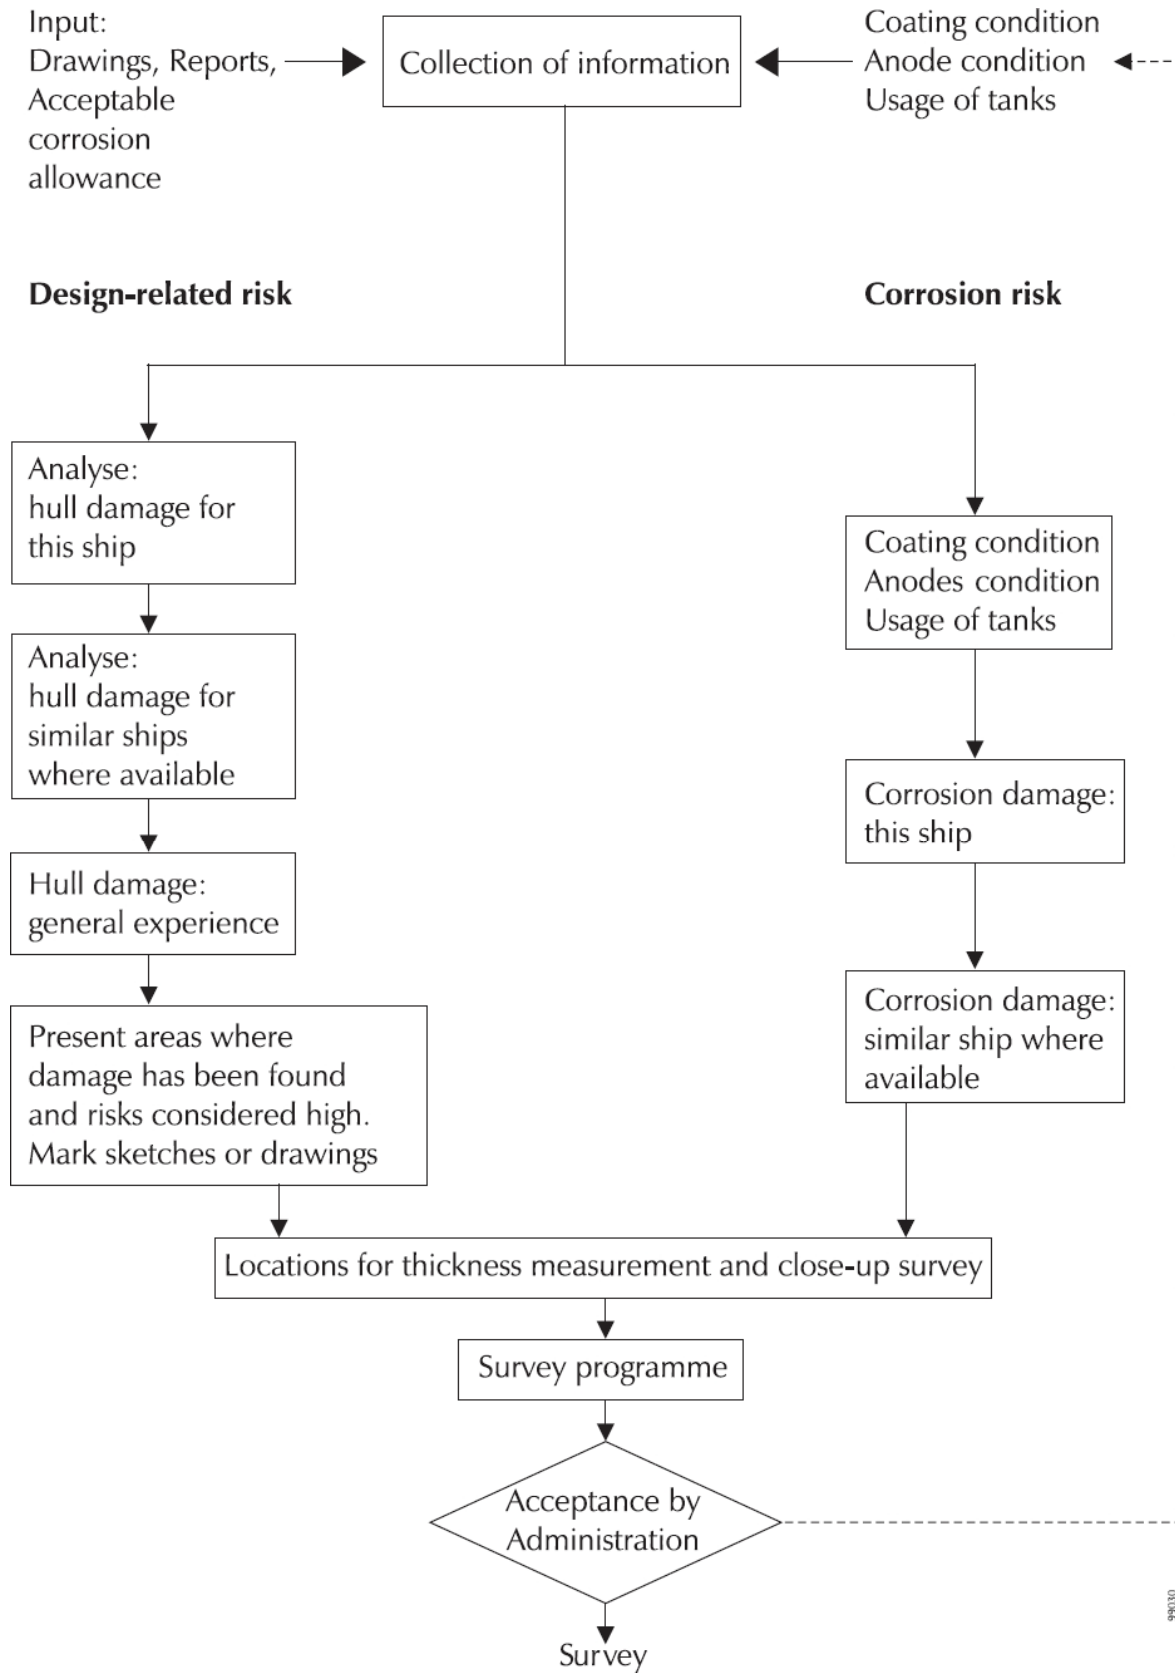 Input:
Drawings, Reports,
Acceptable
corrosion
allowance
Collection of information
Coating condition
Anode condition
Usage of tanks
Design-related risk
Corrosion risk
Analyse:
hull damage for
this ship
Analyse:
hull damage for
similar ships
where available
Hull damage:
general experience
Present areas where
damage has been found
and risks considered high.
Mark sketches or drawings
Coating condition
Anodes condition
Usage of tanks
Corrosion damage:
this ship
Corrosion damage:
similar ship where
available
Locations for thickness measurement and close-up survey
Survey programme
Acceptance by
Administration
Survey